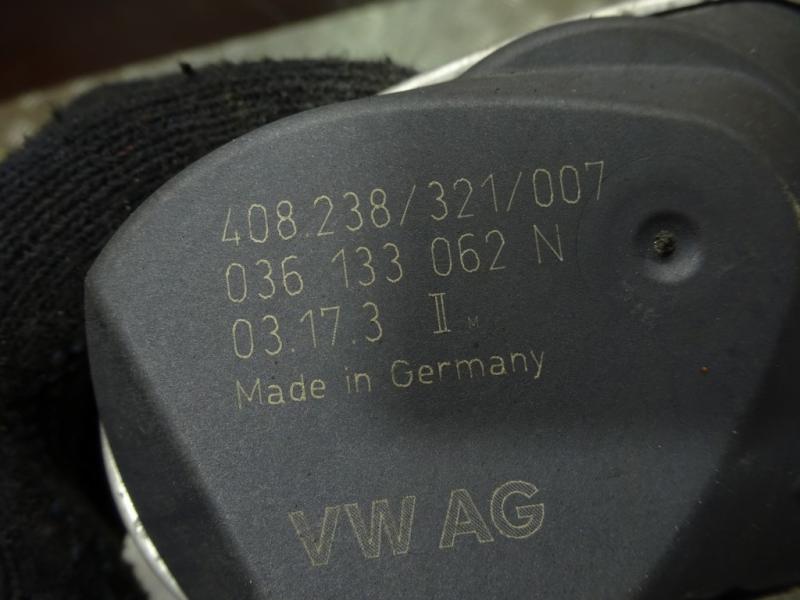 408.238/321/007
036 133 062 N
03.17.3 II M
Made in Germany
VW AG